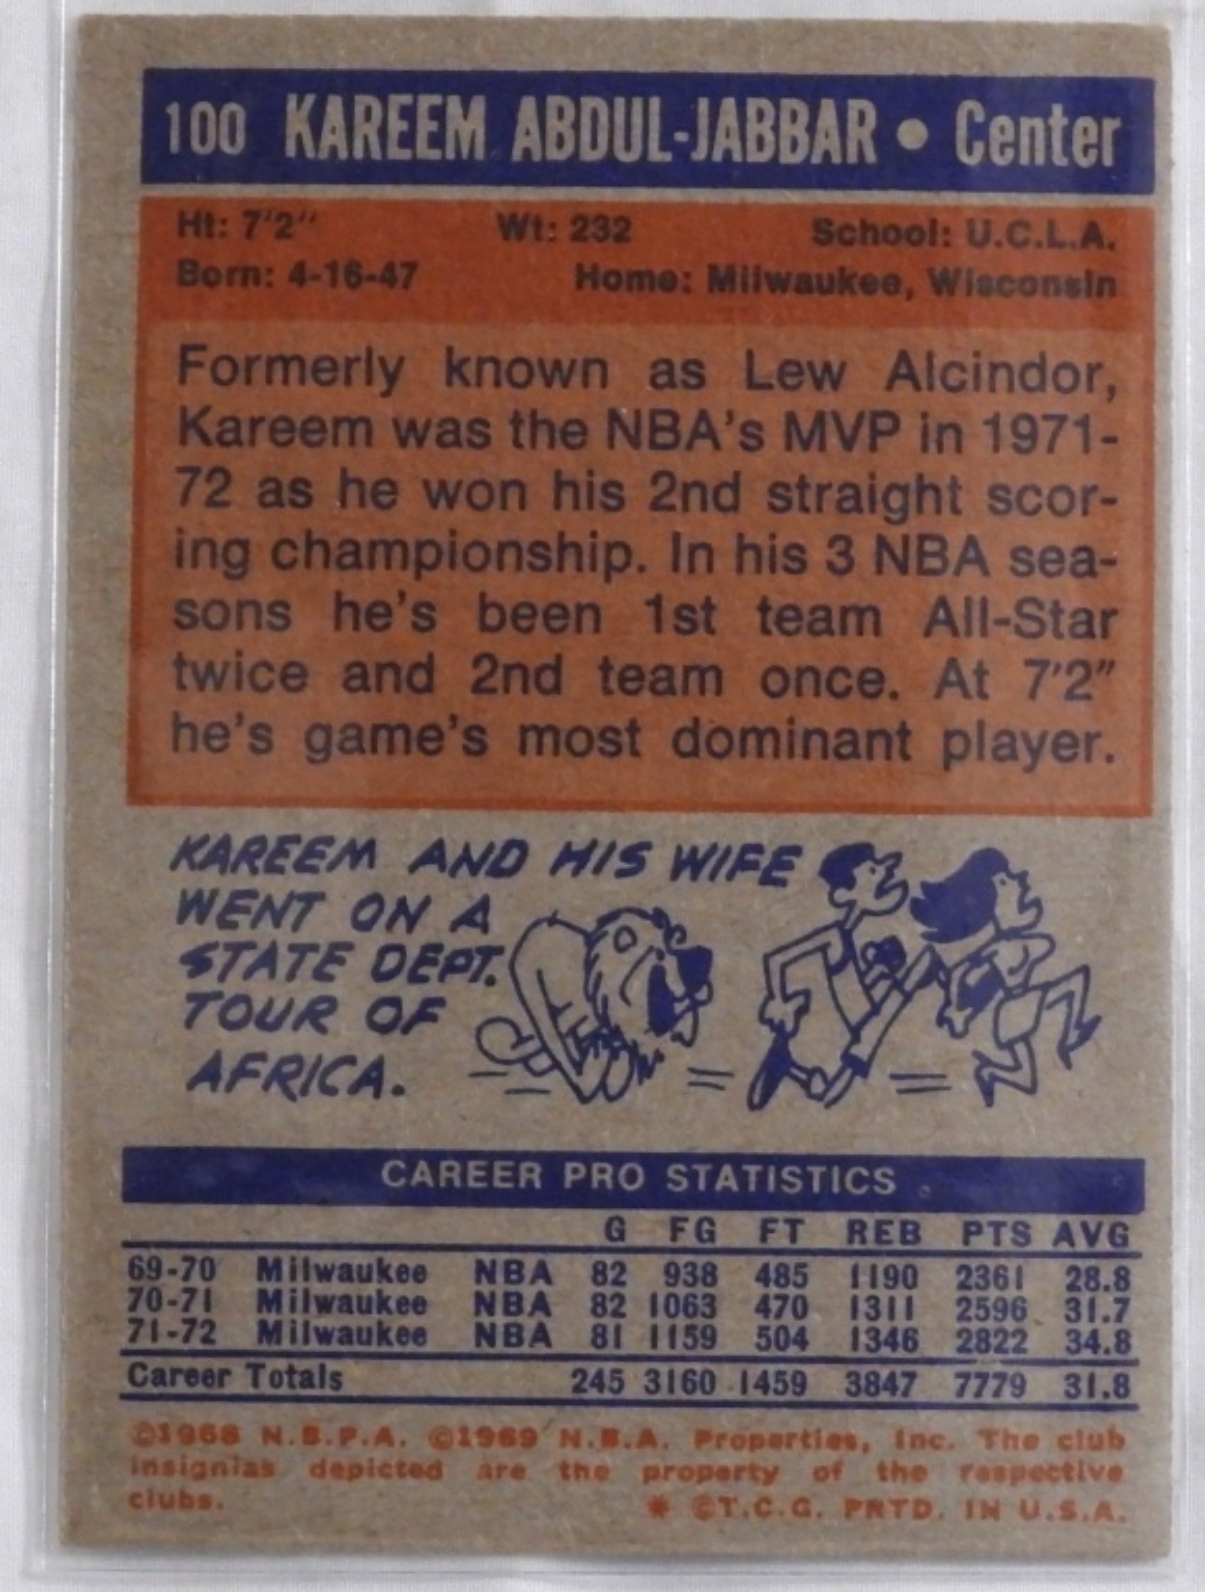 100 KAREEM ABDUL-JABBAR • Center
Ht: 7'2" Wt: 232 School: U.C.L.A.
Born: 4-16-47 Home: Milwaukee, Wisconsin
Formerly known as Lew Alcindor,
Kareem was the NBA's MVP in 1971-
72 as he won his 2nd straight scor-
ing championship. In his 3 NBA sea-
sons he's been 1st team All-Star
twice and 2nd team once. At 7'2"
he's game's most dominant player.
KAREEM AND HIS WIFE
WENT ON A
STATE DEPT.
TOUR OF
AFRICA.
CAREER PRO STATISTICS
G FG FT REB PTS AVG
69-70 Milwaukee NBA 82 938 485 1190 2361 28.8
70-71 Milwaukee NBA 82 1063 470 1311 2596 31.7
71-72 Milwaukee NBA 81 1159 504 1346 2822 34.8
Career Totals 245 3160 1459 3847 7779 31.8
©1968 N.B.P.A. ©1969 N.B.A. Properties, Inc. The club
insignias depicted are the property of the respective
clubs. * ©T.C.G. PRTD. IN U.S.A.